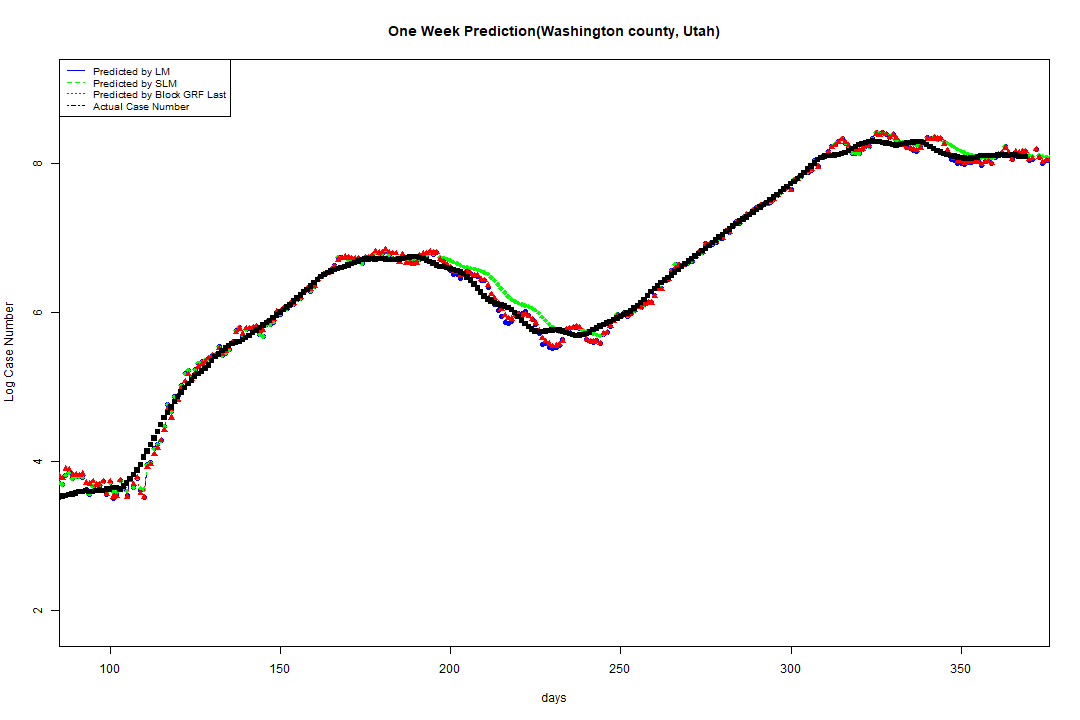 One Week Prediction(Washington county, Utah)
Predicted by LM
Predicted by SLM
Predicted by Block GRF Last
Actual Case Number
8
6
4
2
Log Case Number
100 150 200 250 300 350
days